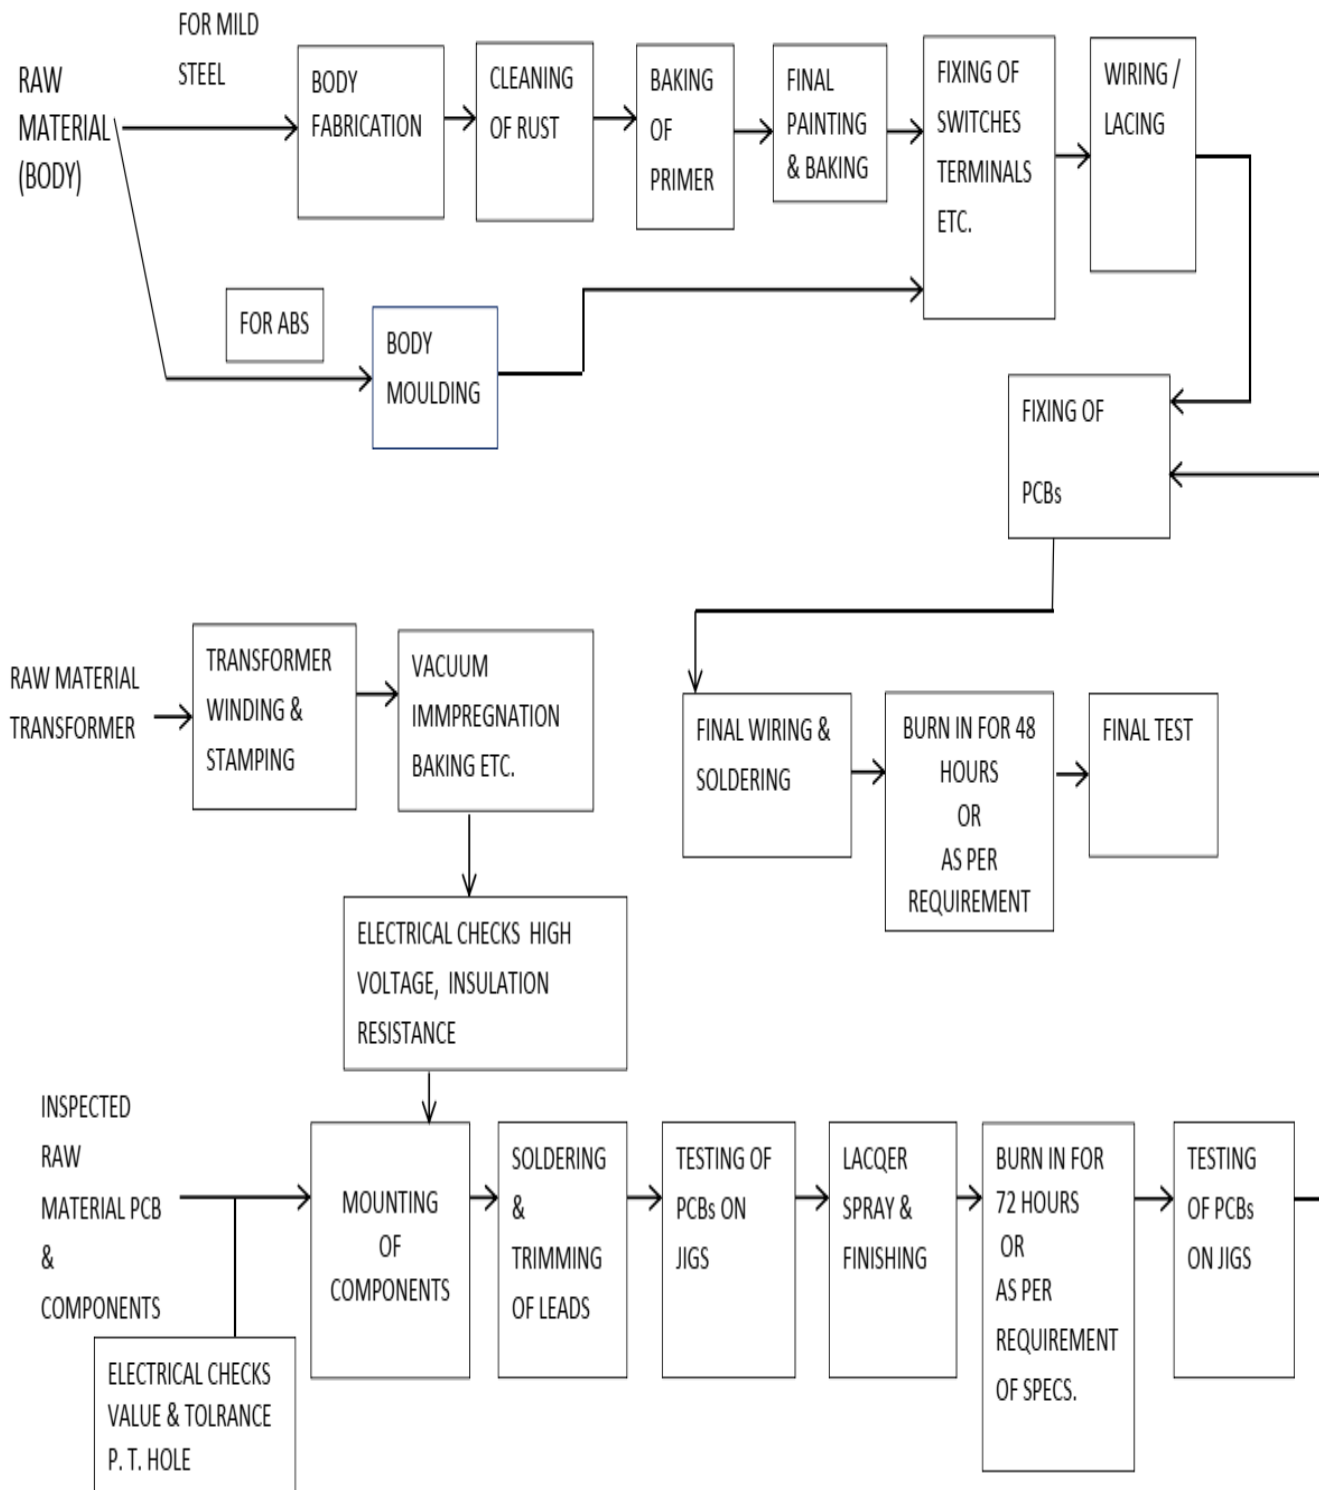 FOR MILD
STEEL
RAW
MATERIAL
(BODY)
BODY
FABRICATION
CLEANING
OF RUST
BAKING
OF
PRIMER
FINAL
PAINTING
& BAKING
FIXING OF
SWITCHES
TERMINALS
ETC.
WIRING /
LACING
FOR ABS
BODY
MOULDING
FIXING OF
PCBs
RAW MATERIAL
TRANSFORMER
TRANSFORMER
WINDING &
STAMPING
VACUUM
IMMPREGNATION
BAKING ETC.
FINAL WIRING &
SOLDERING
BURN IN FOR 48
HOURS
OR
AS PER
REQUIREMENT
FINAL TEST
ELECTRICAL CHECKS HIGH
VOLTAGE, INSULATION
RESISTANCE
INSPECTED
RAW
MATERIAL PCB
&
COMPONENTS
MOUNTING
OF
COMPONENTS
SOLDERING
&
TRIMMING
OF LEADS
TESTING OF
PCBs ON
JIGS
LACQER
SPRAY &
FINISHING
BURN IN FOR
72 HOURS
OR
AS PER
REQUIREMENT
OF SPECS.
TESTING
OF PCBs
ON JIGS
ELECTRICAL CHECKS
VALUE & TOLRANCE
P. T. HOLE